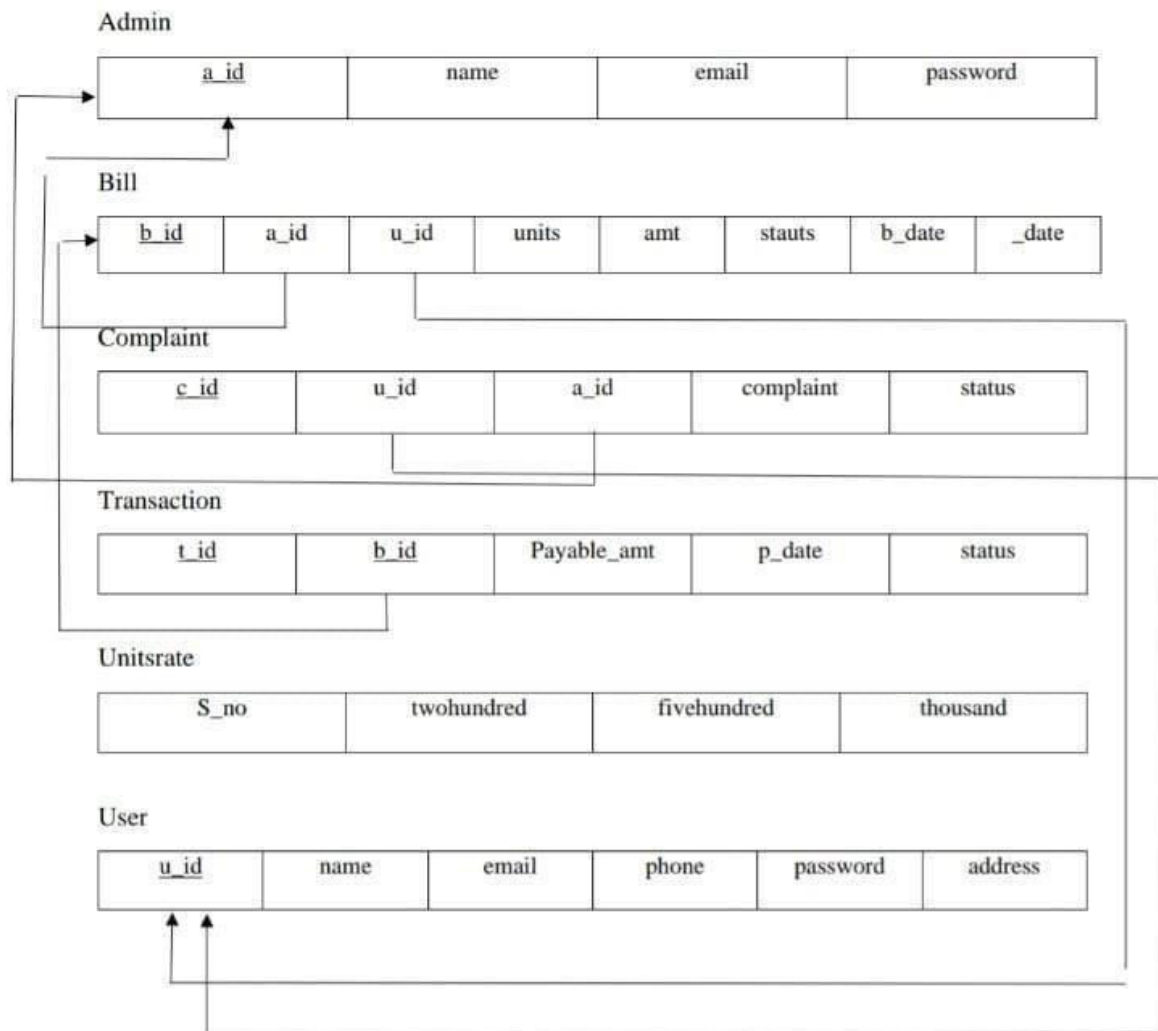 Admin
a_id name email password
Bill
b_id a_id u_id units amt stauts b_date _date
Complaint
c_id u_id a_id complaint status
Transaction
t_id b_id Payable_amt p_date status
Unitsrate
S_no twohundred fivehundred thousand
User
u_id name email phone password address